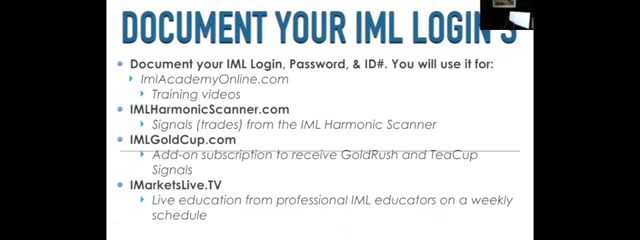 DOCUMENT YOUR IML LOGIN'S
Document your IML Login, Password, & ID#. You will use it for:
ImlAcademyOnline.com
Training videos
IMLHarmonicScanner.com
Signals (trades) from the IML Harmonic Scanner
IMLGoldCup.com
Add-on subscription to receive GoldRush and TeaCup
Signals
IMarketsLive.TV
Live education from professional IML educators on a weekly
schedule